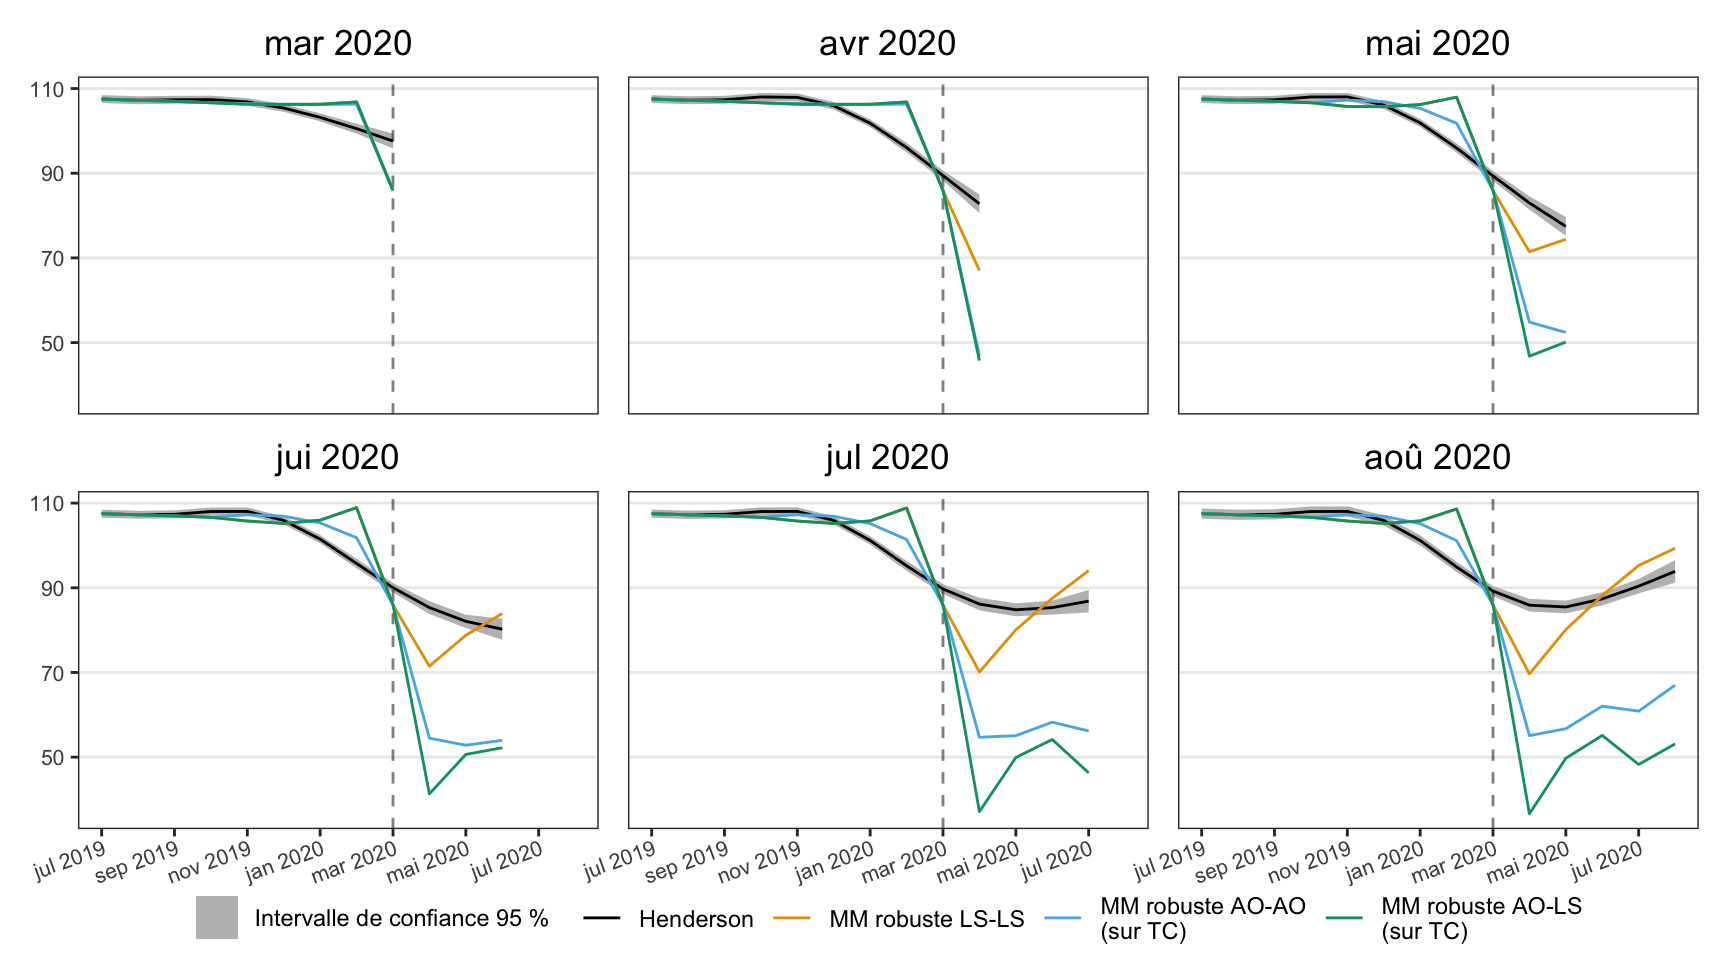 mar 2020
avr 2020
mai 2020
110
90
70
50
jui 2020
jul 2020
aoû 2020
110
90
70
50
jul 2019
sep 2019
nov 2019
jan 2020
mar 2020
mai 2020
jul 2020
jul 2019
sep 2019
nov 2019
jan 2020
mar 2020
mai 2020
jul 2020
jul 2019
sep 2019
nov 2019
jan 2020
mar 2020
mai 2020
jul 2020
Intervalle de confiance 95 %
Henderson
MM robuste LS-LS
MM robuste AO-AO
(sur TC)
MM robuste AO-LS
(sur TC)